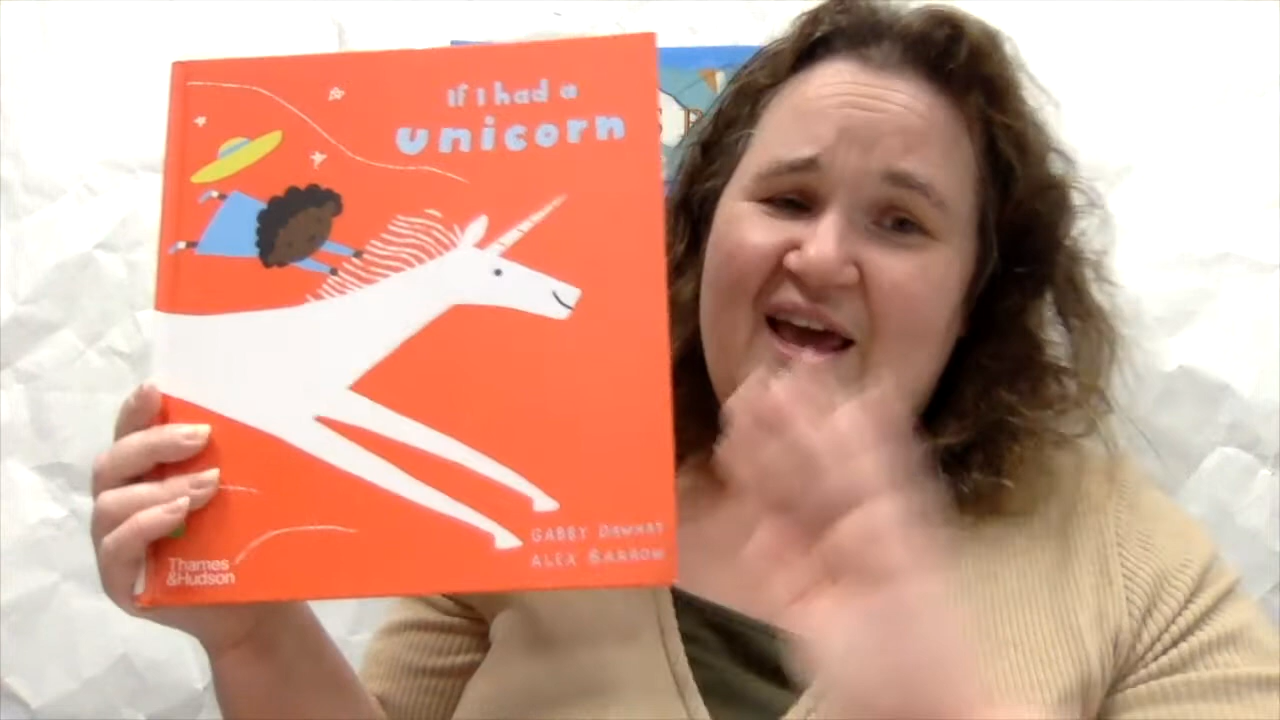 If I had a
unicorn
GABBY DAWNAY
ALEX BARROW
Thames
&Hudson